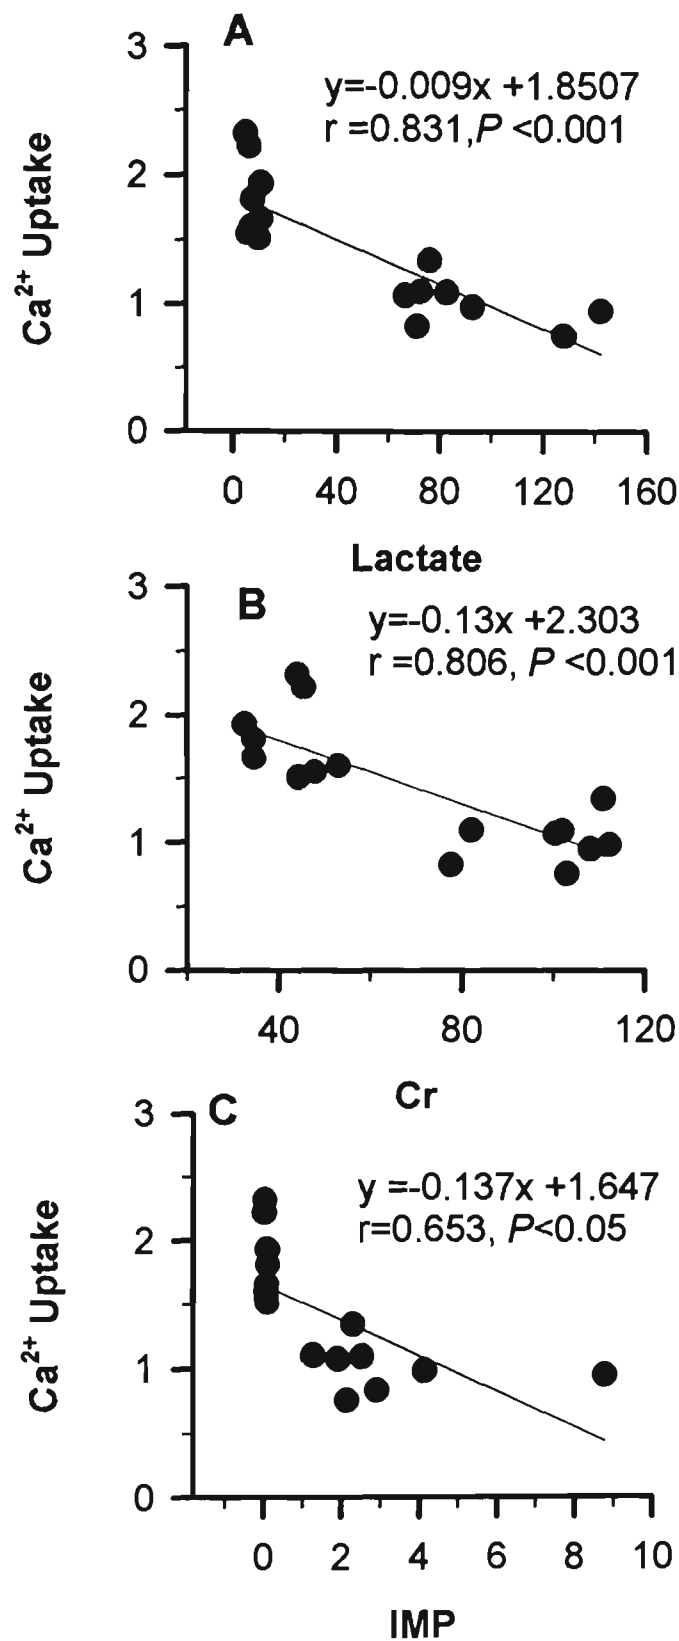 A
y=-0.009x +1.8507
r =0.831,P <0.001
3
2
1
0
Ca2+ Uptake
0 40 80 120 160
Lactate
B
y=-0.13x +2.303
r =0.806, P <0.001
3
2
1
0
Ca2+ Uptake
40 80 120
Cr
C
y =-0.137x +1.647
r=0.653, P<0.05
3
2
1
0
Ca2+ Uptake
0 2 4 6 8 10
IMP